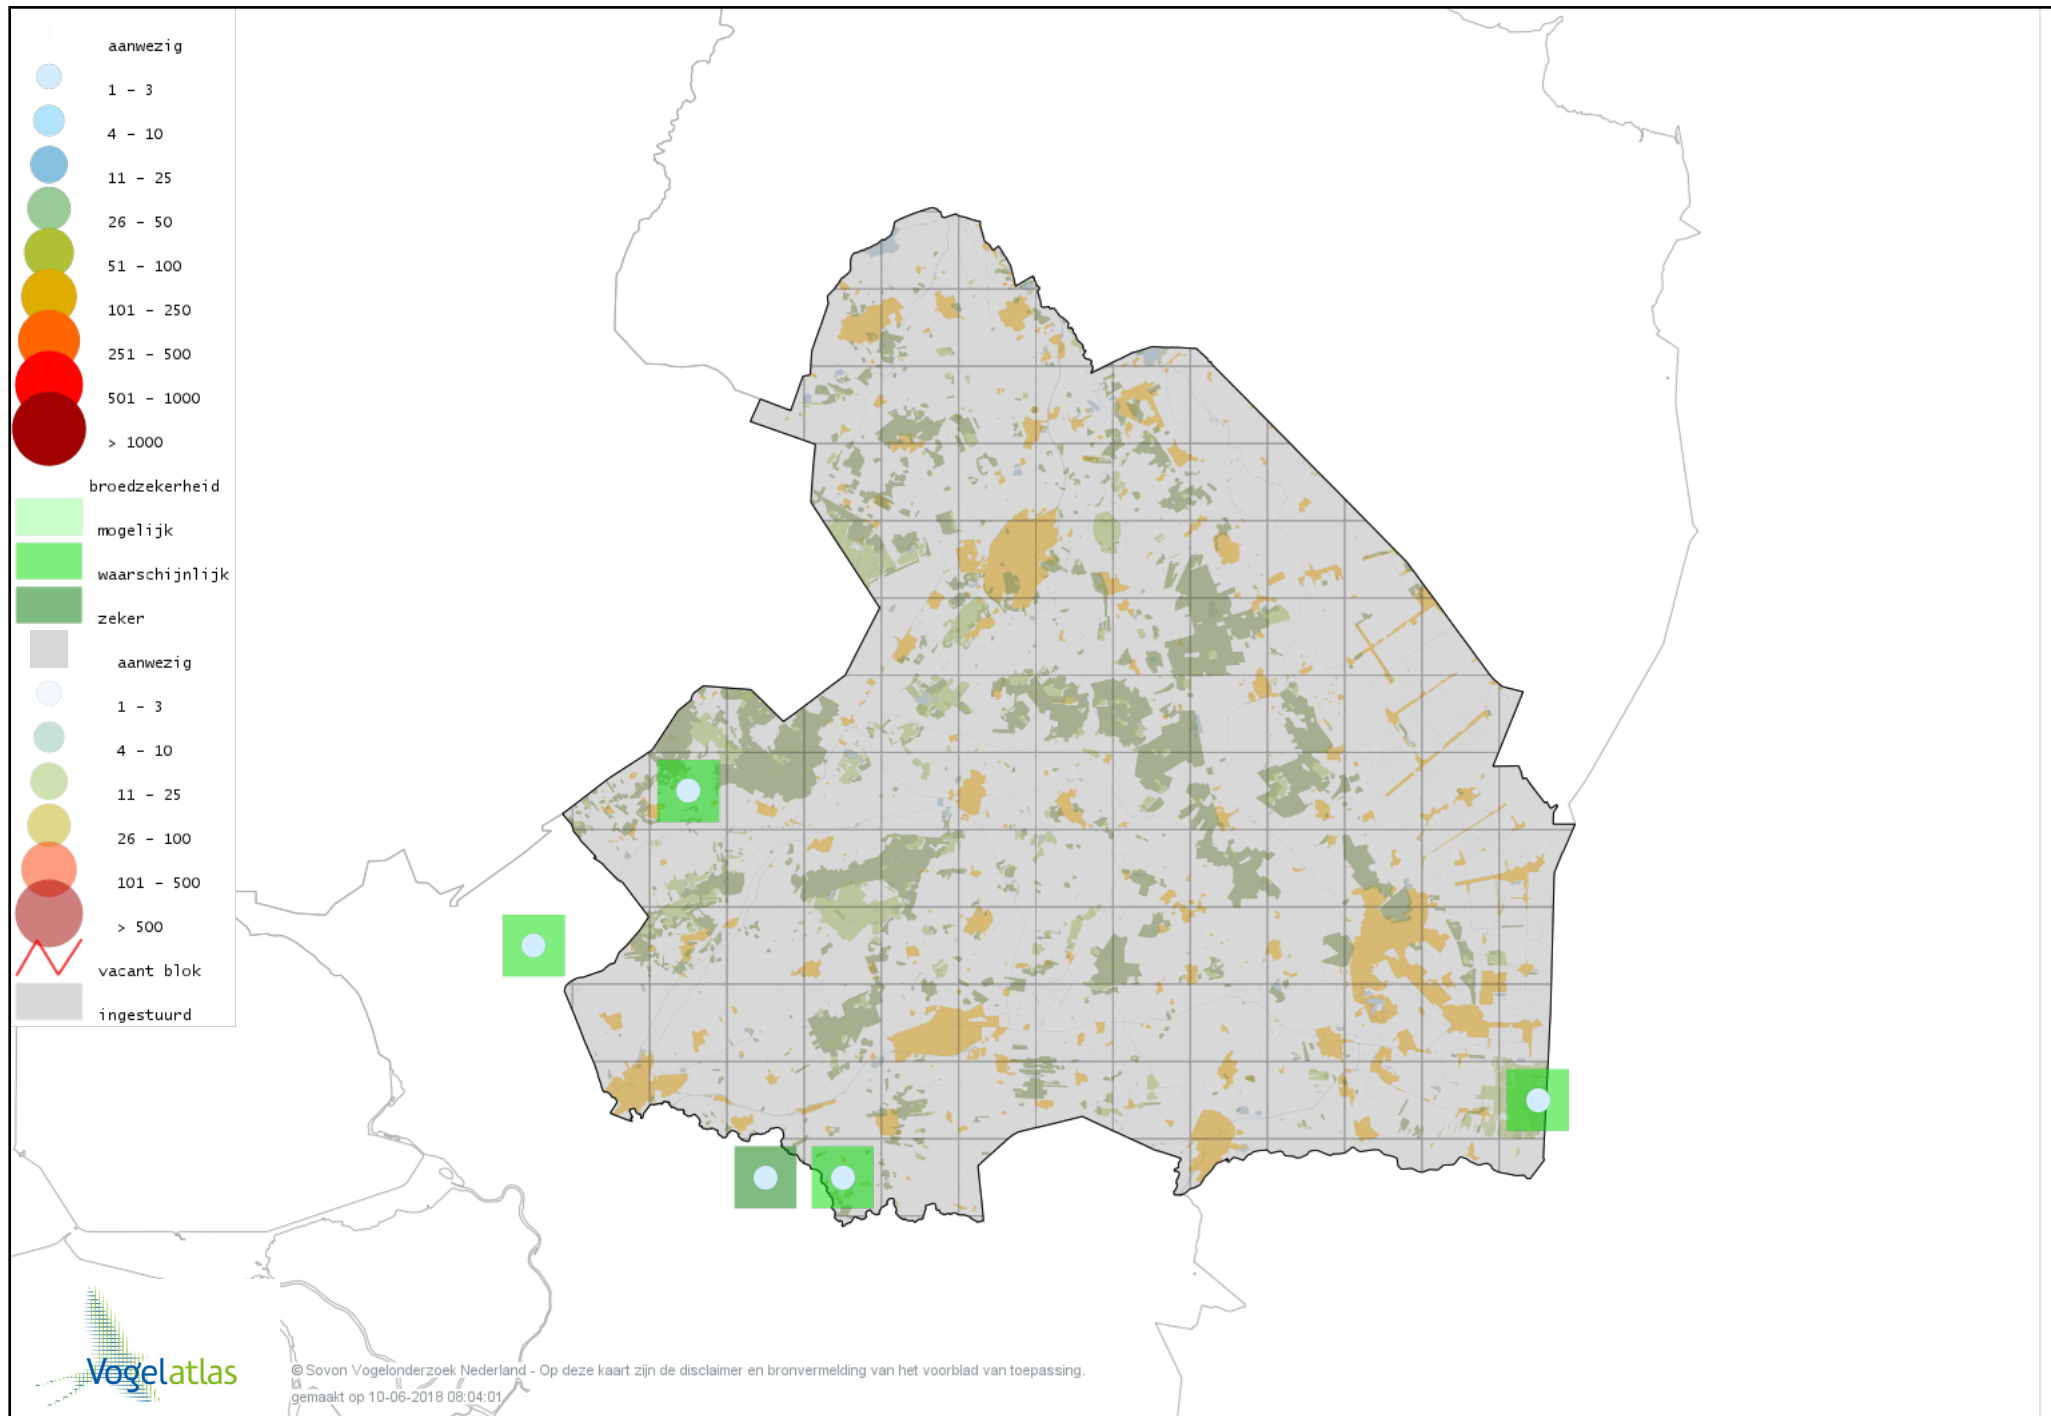 aanwezig
1 - 3
4 - 10
11 - 25
26 - 50
51 - 100
101 - 250
251 - 500
501 - 1000
> 1000
broedzekerheid
mogelijk
waarschijnlijk
zeker
aanwezig
1 - 3
4 - 10
11 - 25
26 - 100
101 - 500
> 500
vacant blok
ingestuurd
Vogelatlas
© Sovon Vogelonderzoek Nederland - Op deze kaart zijn de disclaimer en bronvermelding van het voorblad van toepassing.
gemaakt op 10-06-2018 08:04:01